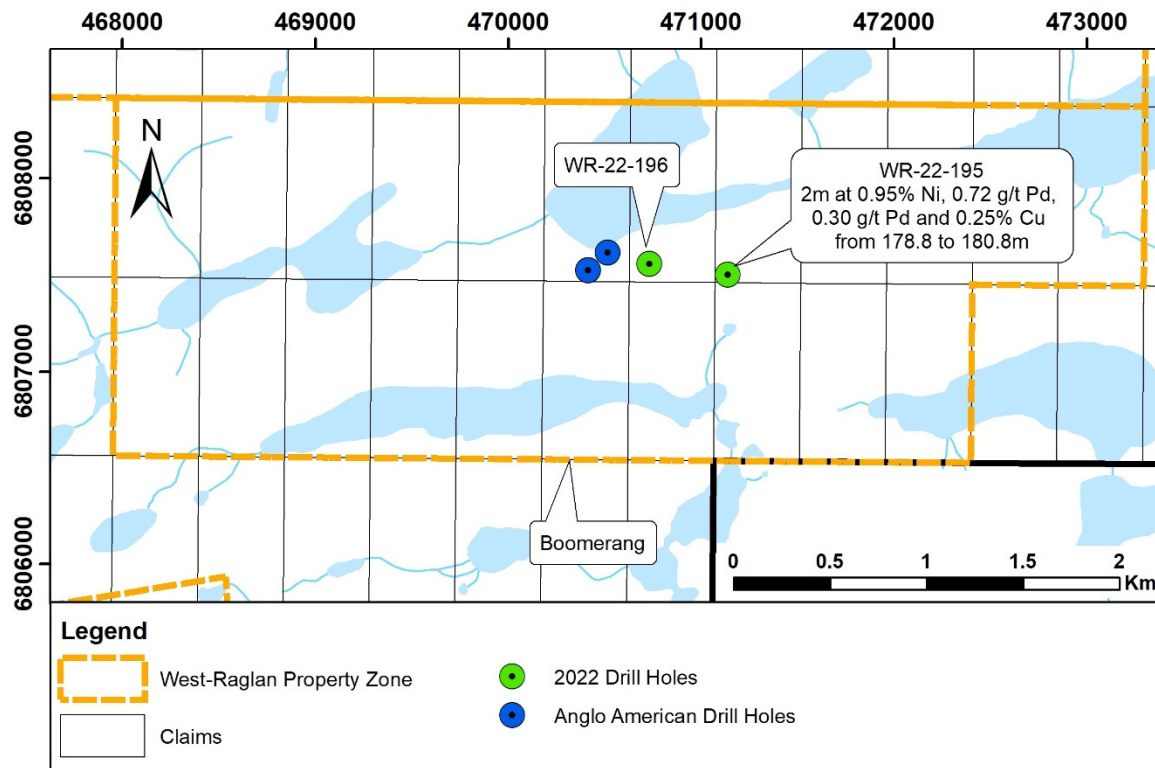 468000 469000 470000 471000 472000 473000
6808000
6807000
6806000
N
WR-22-196
WR-22-195
2m at 0.95% Ni, 0.72 g/t Pd,
0.30 g/t Pd and 0.25% Cu
from 178.8 to 180.8m
Boomerang
0 0.5 1 1.5 2
Km
Legend
West-Raglan Property Zone
Claims
2022 Drill Holes
Anglo American Drill Holes